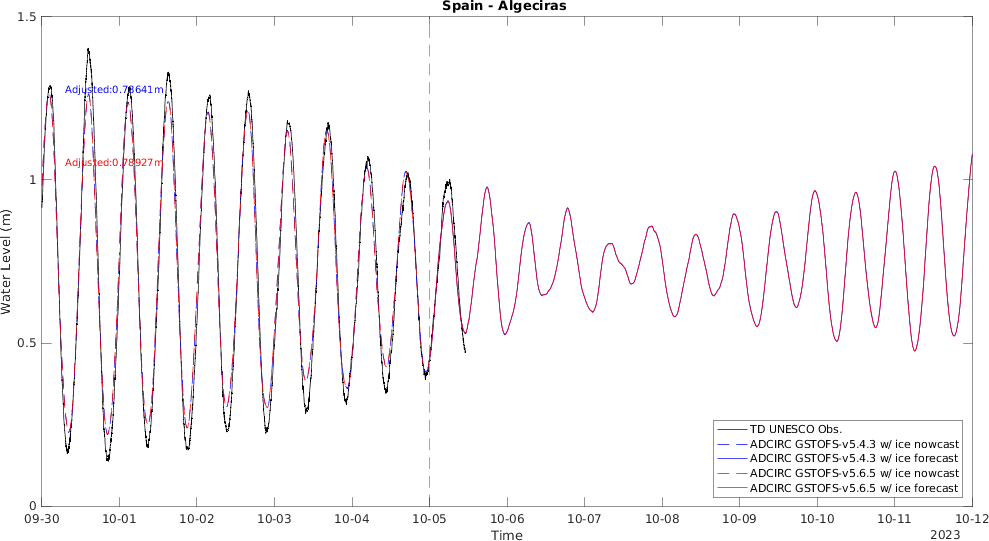 Spain - Algeciras
1.5
Adjusted:0.78641m
Adjusted:0.78927m
1
Water Level (m)
0.5
0
09-30 10-01 10-02 10-03 10-04 10-05 10-06 10-07 10-08 10-09 10-10 10-11 10-12
Time
2023
TD UNESCO Obs.
ADCIRC GSTOFS-v5.4.3 w/ ice nowcast
ADCIRC GSTOFS-v5.4.3 w/ ice forecast
ADCIRC GSTOFS-v5.6.5 w/ ice nowcast
ADCIRC GSTOFS-v5.6.5 w/ ice forecast